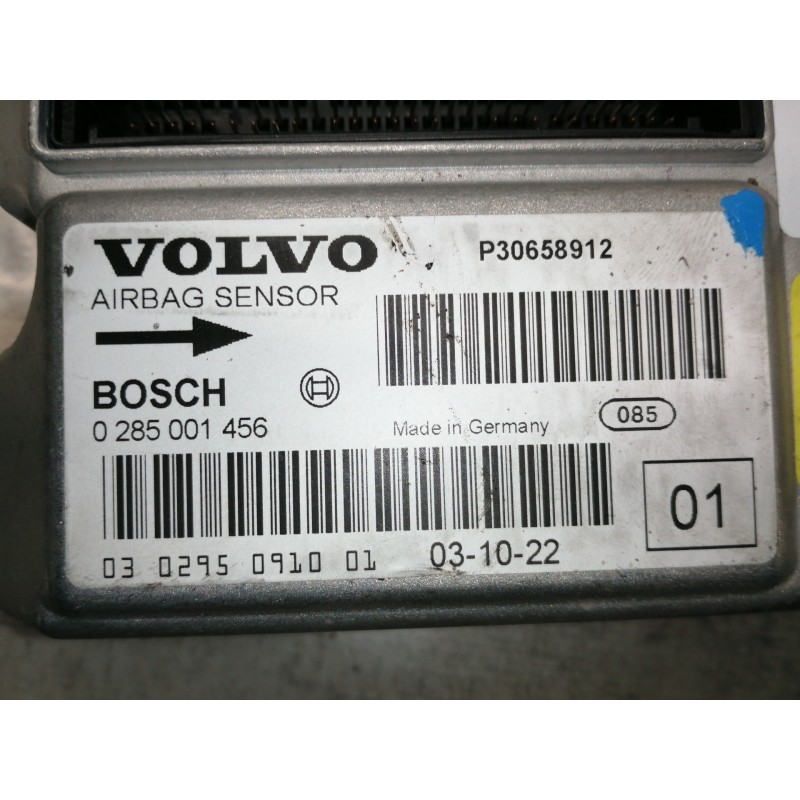 VOLVO
P30658912
AIRBAG SENSOR
BOSCH
0 285 001 456
Made in Germany
085
01
03 0295 0910 01
03-10-22